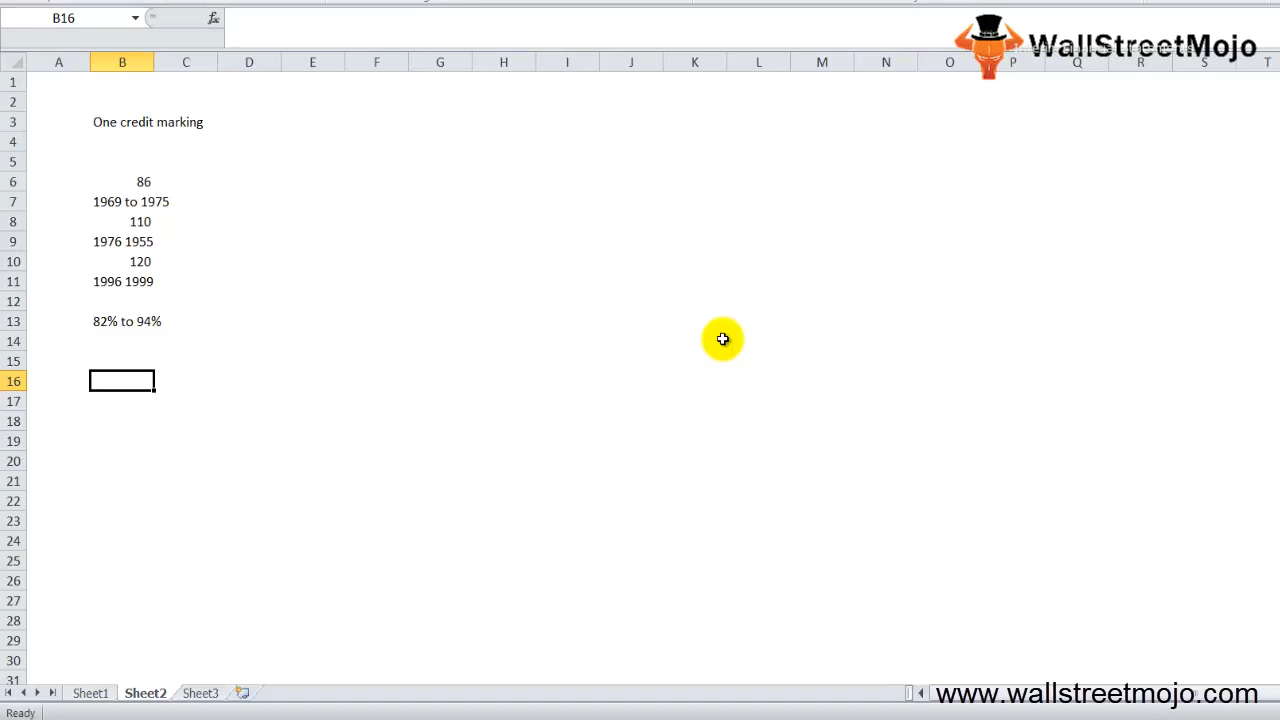 B16
WallStreetMojo
A B C D E F G H I J K L M N O P Q R S T
1
2
3 One credit marking
4
5
6 86
7 1969 to 1975
8 110
9 1976 1955
10 120
11 1996 1999
12
13 82% to 94%
14
15
16
17
18
19
20
21
22
23
24
25
26
27
28
29
30
31
Sheet1 Sheet2 Sheet3
www.wallstreetmojo.com
Ready